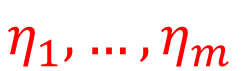 η₁, … , ηₘ